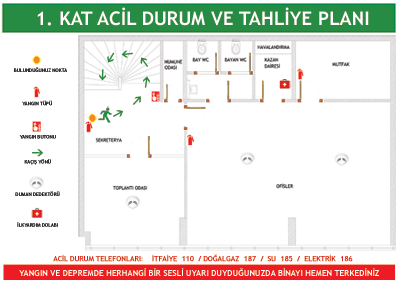 1. KAT ACİL DURUM VE TAHLİYE PLANI
BULUNDUĞUNUZ NOKTA
YANGIN TÜPÜ
YANGIN BUTONU
KAÇIŞ YÖNÜ
DUMAN DEDEKTÖRÜ
İLKYARDIM DOLABI
NUMUNE
ODASI
BAY WC
BAYAN WC
HAVALANDIRMA
KAZAN
DAİRESİ
MUTFAK
SEKRETERYA
TOPLANTI ODASI
OFİSLER
ACİL DURUM TELEFONLARI: İTFAİYE 110 / DOĞALGAZ 187 / SU 185 / ELEKTRİK 186
YANGIN VE DEPREMDE HERHANGİ BİR SESLİ UYARI DUYDUĞUNUZDA BİNAYI HEMEN TERKEDİNİZ